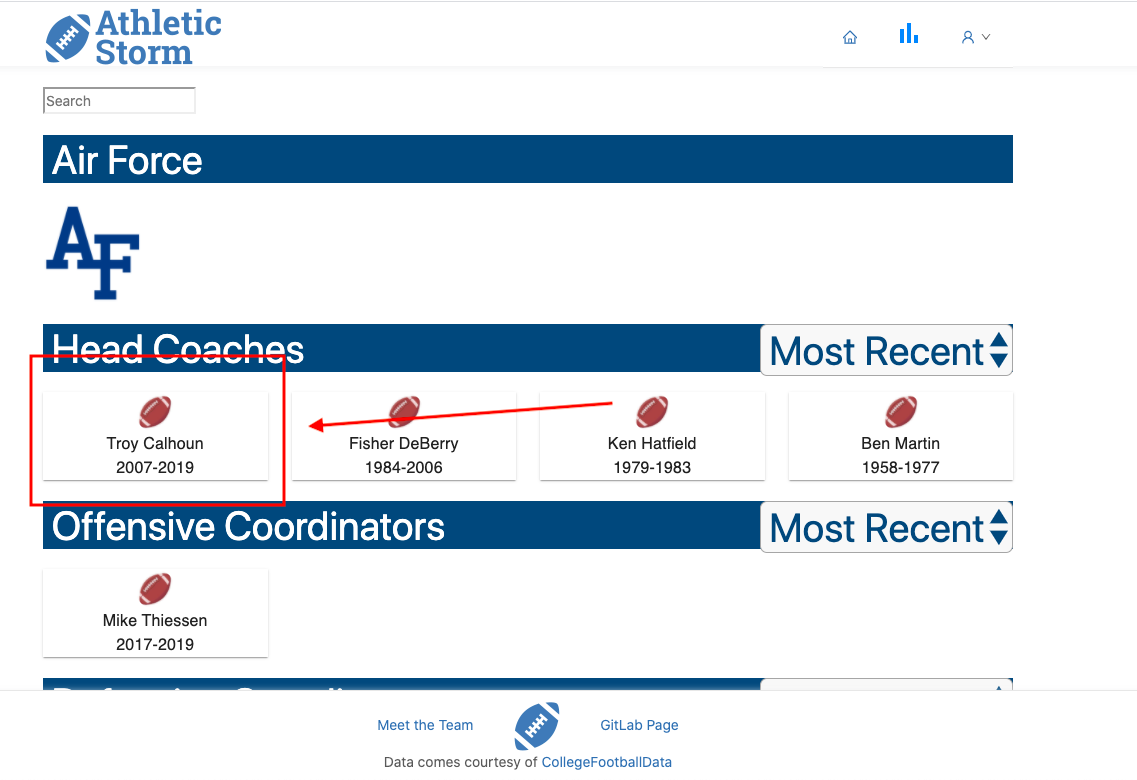 Athletic
Storm
Search
Air Force
AF
Head Coaches Most Recent
Troy Calhoun Fisher DeBerry Ken Hatfield Ben Martin
2007-2019 1984-2006 1979-1983 1958-1977
Offensive Coordinators Most Recent
Mike Thiessen
2017-2019
Meet the Team GitLab Page
Data comes courtesy of CollegeFootballData